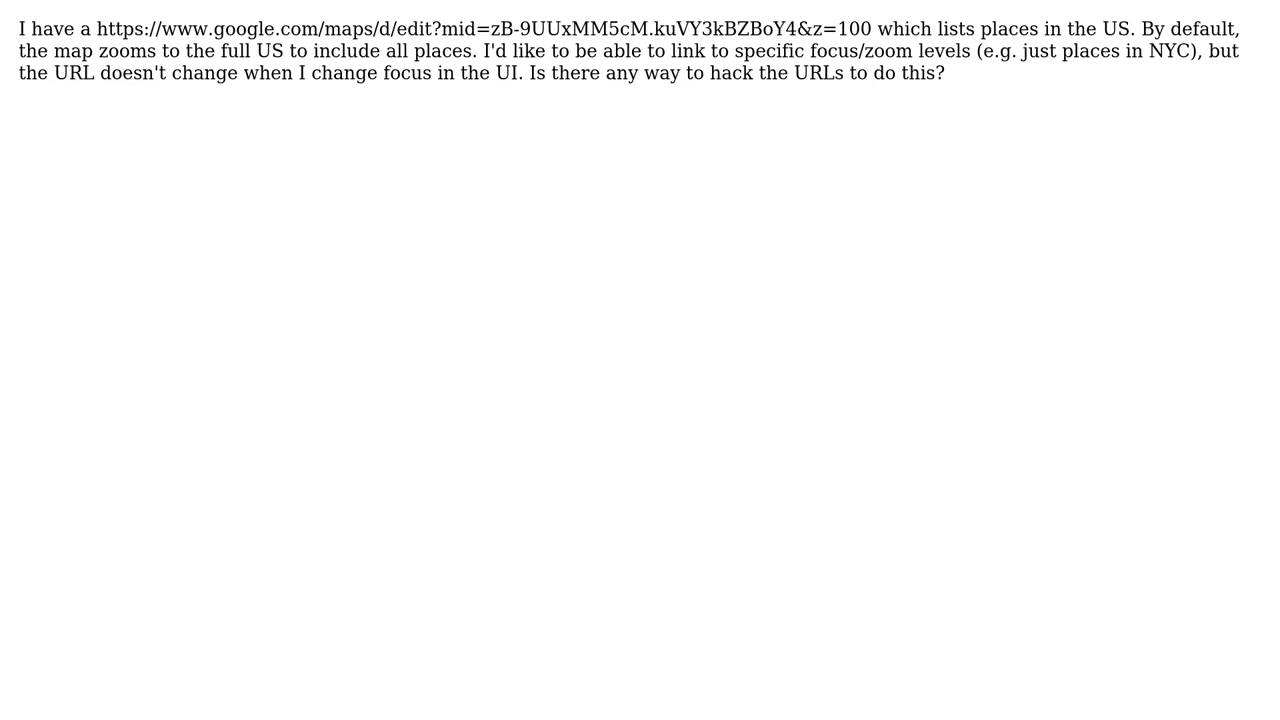 I have a https://www.google.com/maps/d/edit?mid=zB-9UUxMM5cM.kuVY3kBZBoY4&z=100 which lists places in the US. By default,
the map zooms to the full US to include all places. I'd like to be able to link to specific focus/zoom levels (e.g. just places in NYC), but
the URL doesn't change when I change focus in the UI. Is there any way to hack the URLs to do this?